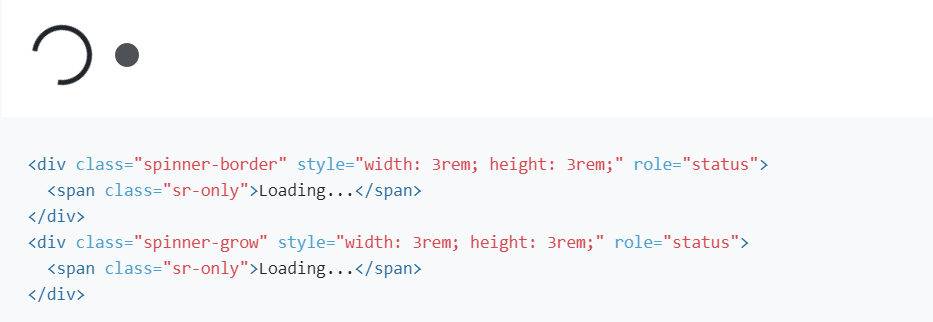 <div class="spinner-border" style="width: 3rem; height: 3rem;" role="status">
  <span class="sr-only">Loading...</span>
</div>
<div class="spinner-grow" style="width: 3rem; height: 3rem;" role="status">
  <span class="sr-only">Loading...</span>
</div>